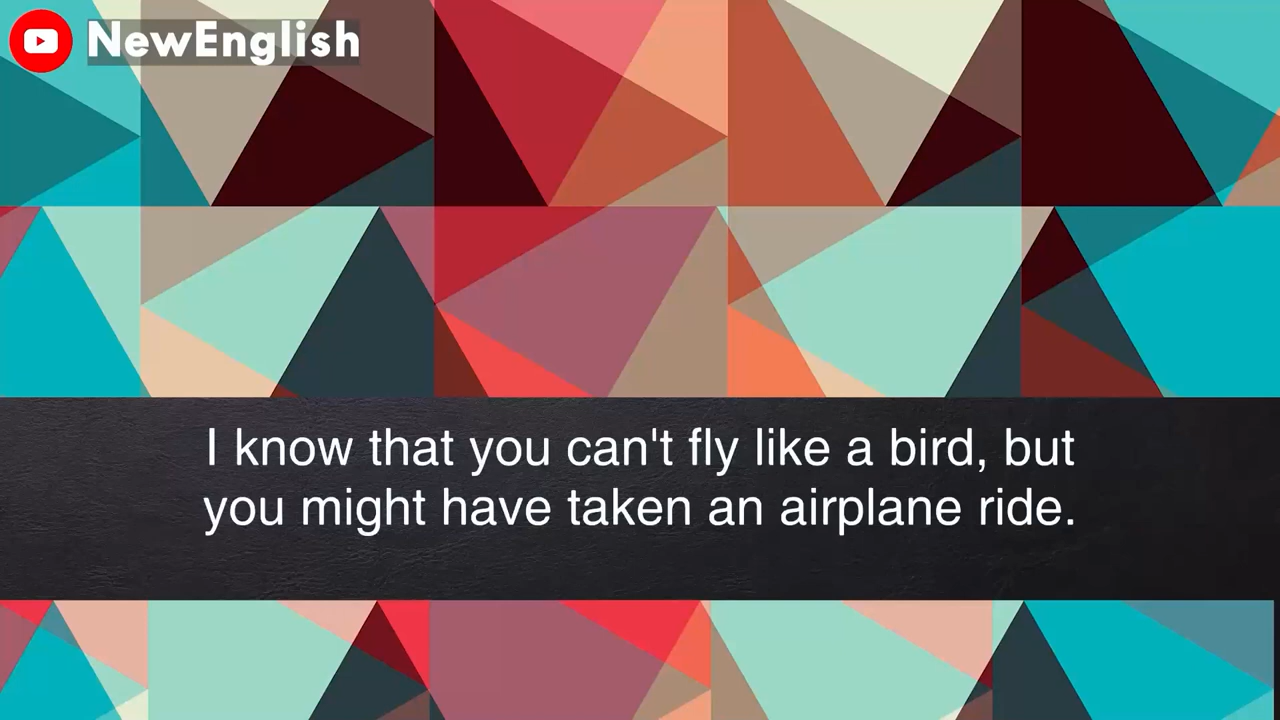 NewEnglish
I know that you can't fly like a bird, but
you might have taken an airplane ride.